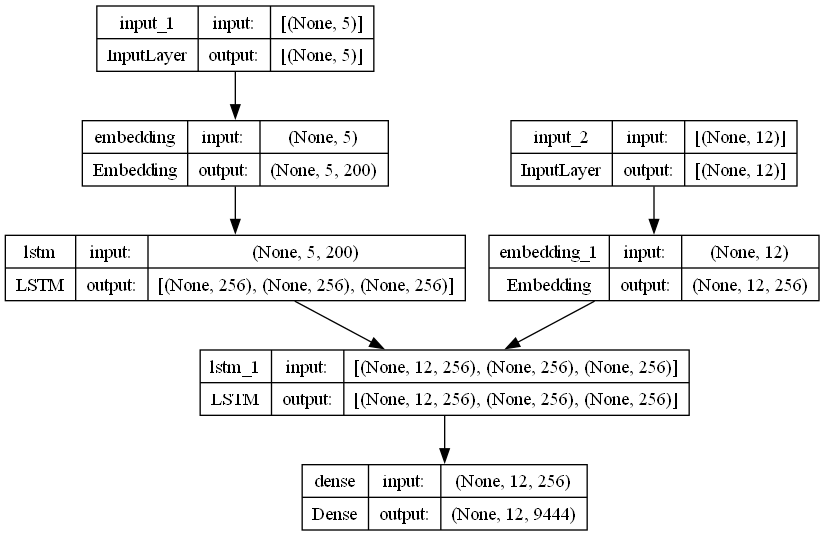 input_1 input: [(None, 5)]
InputLayer output: [(None, 5)]
embedding input: (None, 5)
Embedding output: (None, 5, 200)
input_2 input: [(None, 12)]
InputLayer output: [(None, 12)]
lstm input: (None, 5, 200)
LSTM output: [(None, 256), (None, 256), (None, 256)]
embedding_1 input: (None, 12)
Embedding output: (None, 12, 256)
lstm_1 input: [(None, 12, 256), (None, 256), (None, 256)]
LSTM output: [(None, 12, 256), (None, 256), (None, 256)]
dense input: (None, 12, 256)
Dense output: (None, 12, 9444)